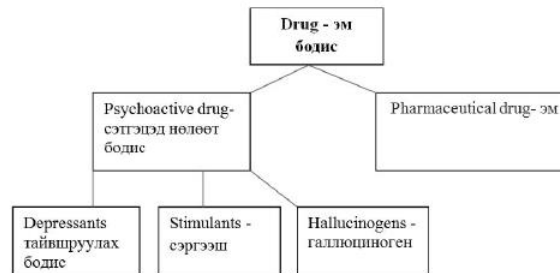 Drug - эм
бодис
Psychoactive drug-
сэтгэцэд нөлөөт
бодис
Pharmaceutical drug- эм
Depressants
тайвшруулах
бодис
Stimulants -
сэргээш
Hallucinogens -
галлюциноген